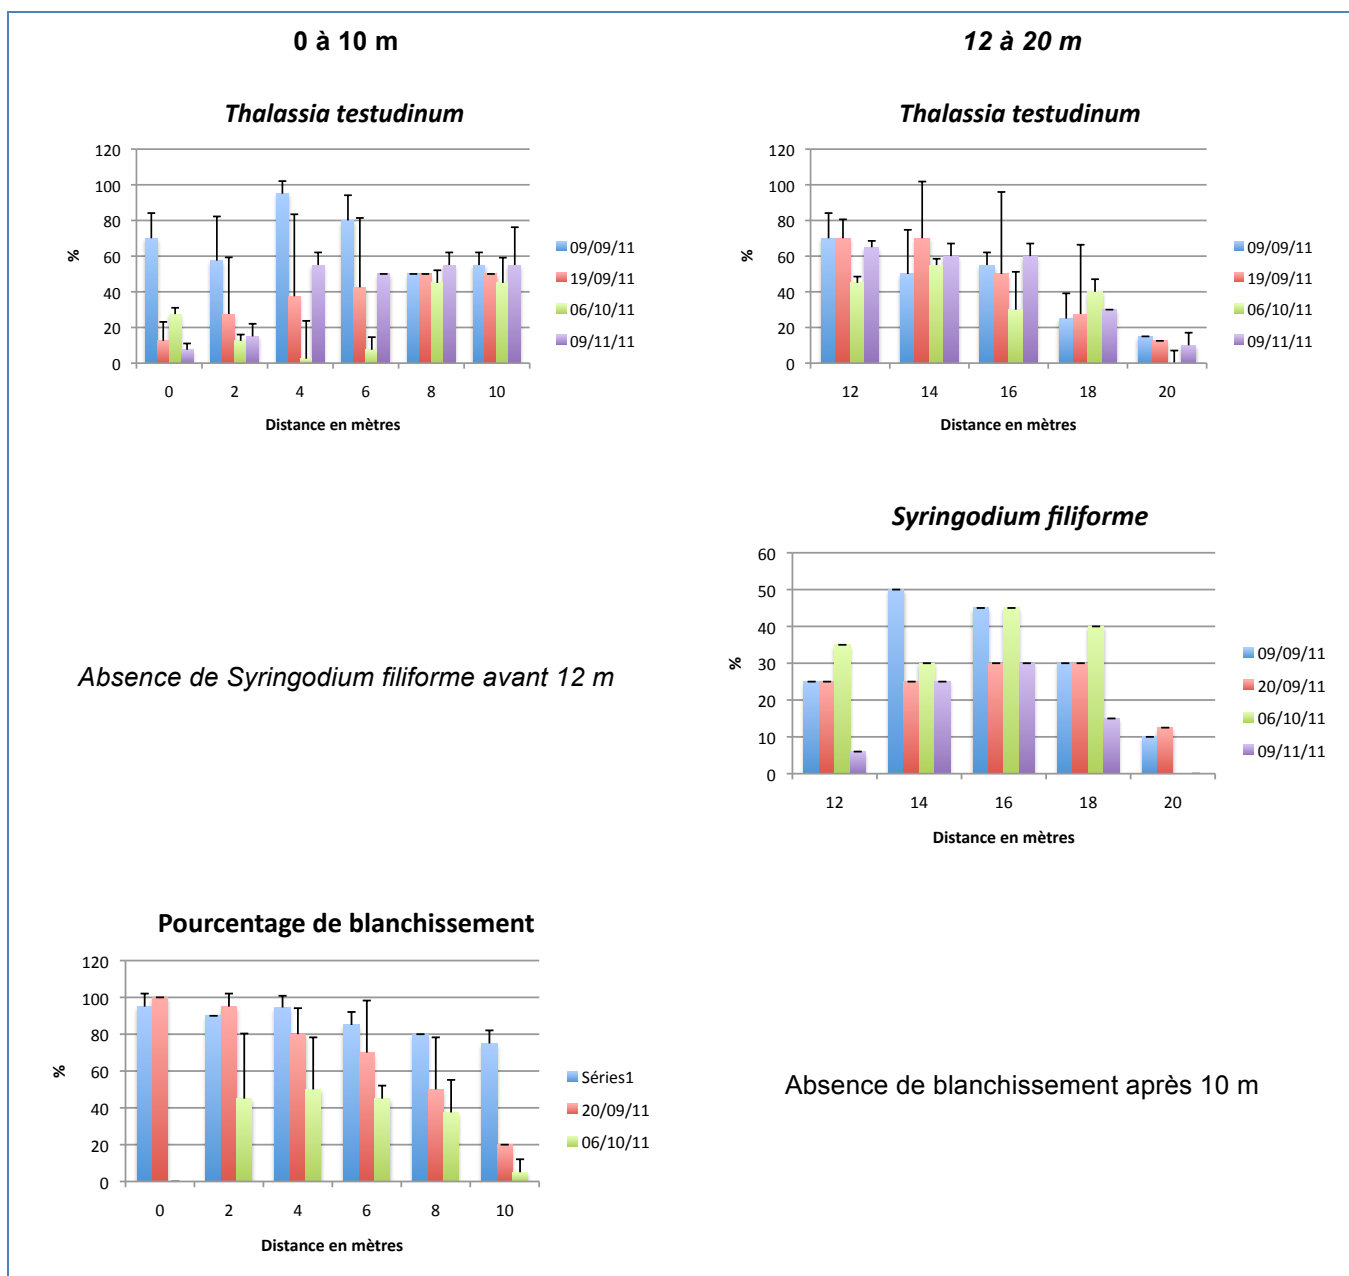 0 à 10 m
12 à 20 m
Thalassia testudinum
120
100
80
60
40
20
0
%
0 2 4 6 8 10
Distance en mètres
09/09/11
19/09/11
06/10/11
09/11/11
Thalassia testudinum
120
100
80
60
40
20
0
%
12 14 16 18 20
Distance en mètres
09/09/11
19/09/11
06/10/11
09/11/11
Absence de Syringodium filiforme avant 12 m
Syringodium filiforme
60
50
40
30
20
10
0
%
12 14 16 18 20
Distance en mètres
09/09/11
20/09/11
06/10/11
09/11/11
Pourcentage de blanchissement
120
100
80
60
40
20
0
%
0 2 4 6 8 10
Distance en mètres
Séries1
20/09/11
06/10/11
Absence de blanchissement après 10 m